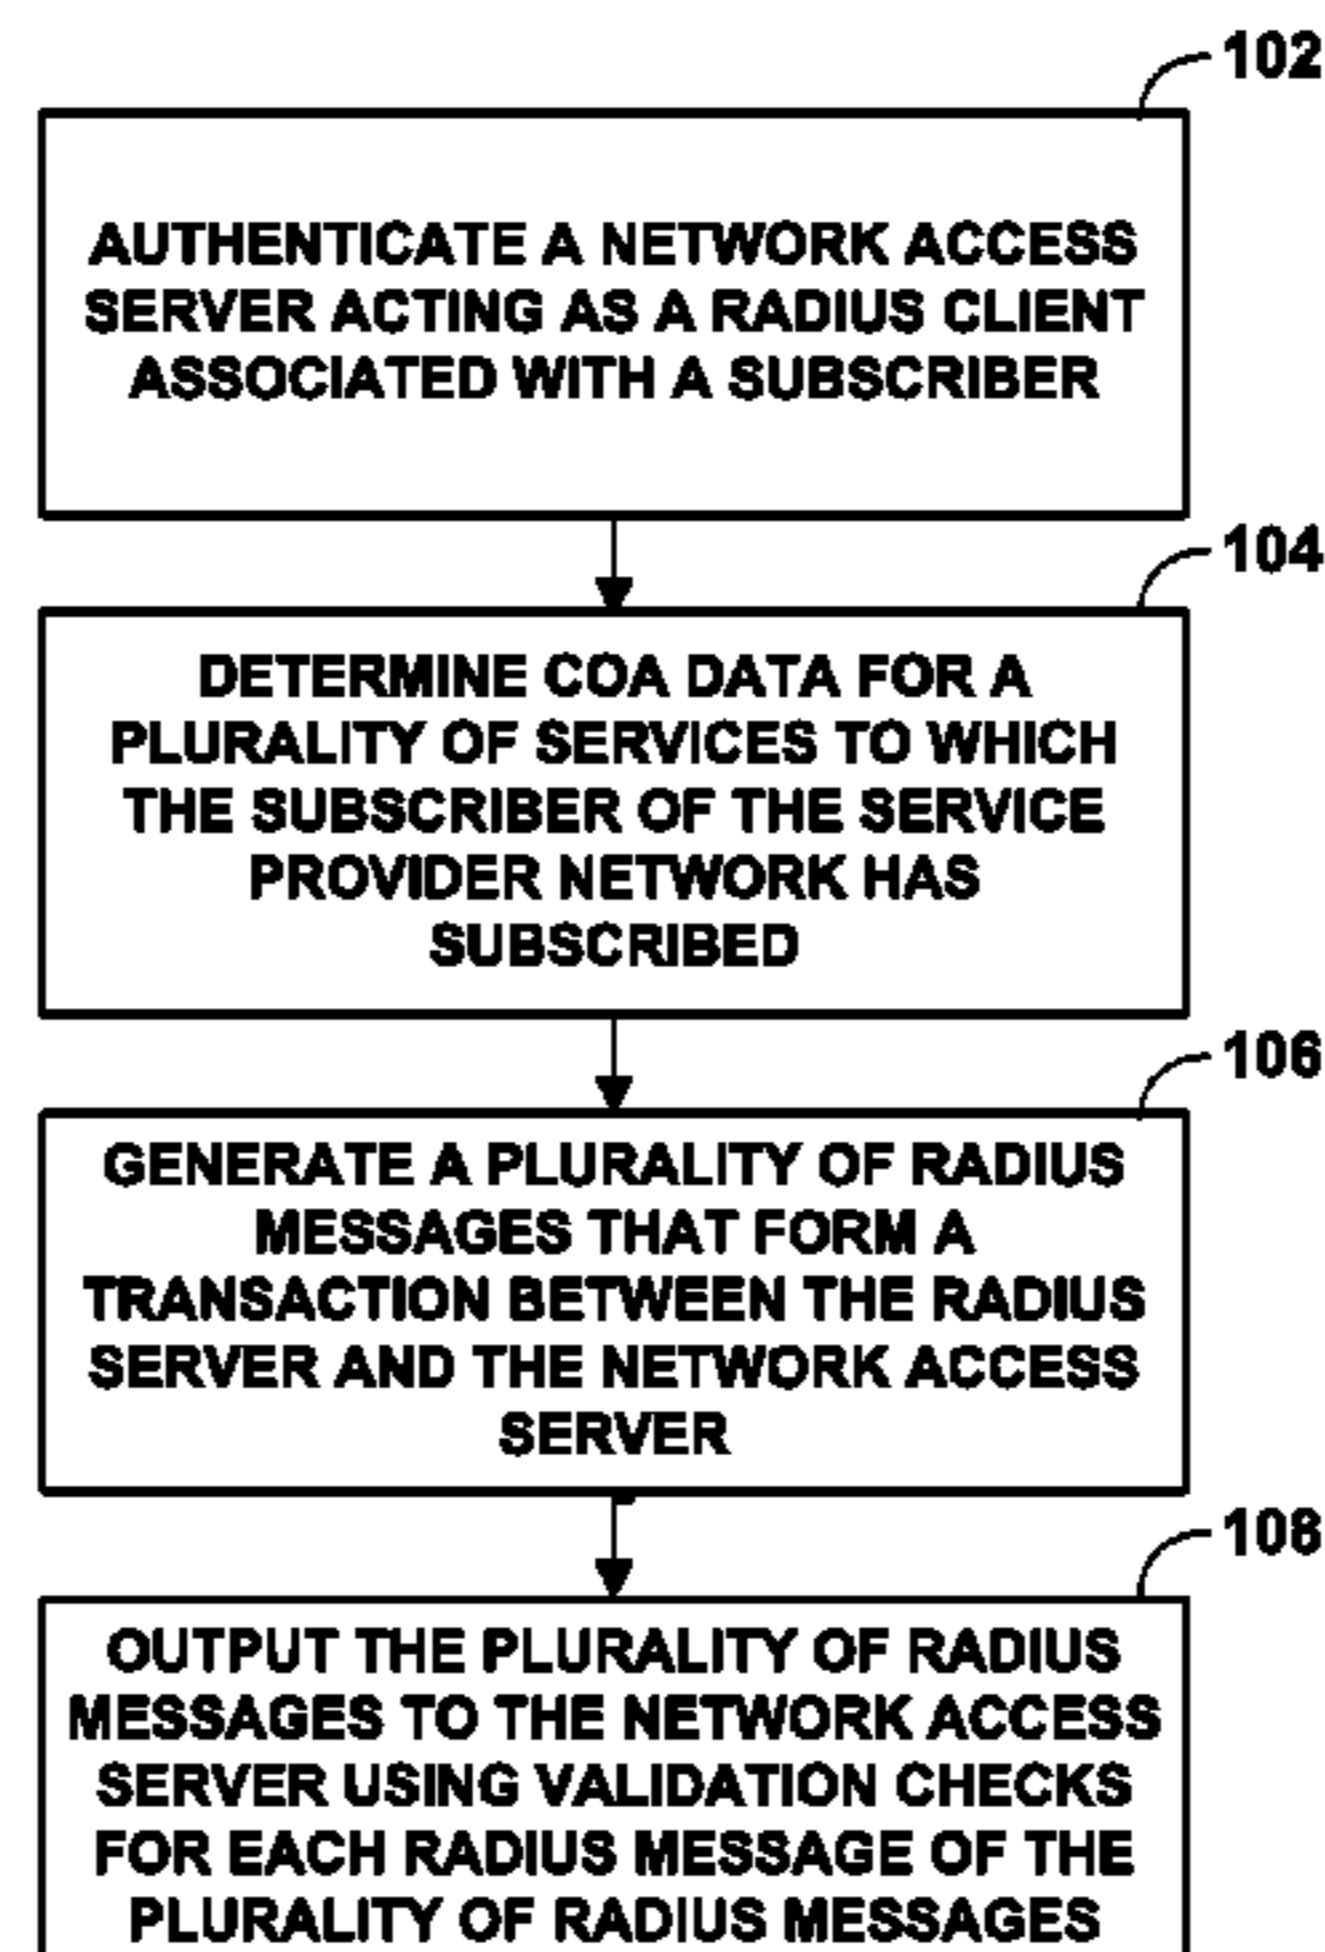 102
AUTHENTICATE A NETWORK ACCESS
SERVER ACTING AS A RADIUS CLIENT
ASSOCIATED WITH A SUBSCRIBER
104
DETERMINE COA DATA FOR A
PLURALITY OF SERVICES TO WHICH
THE SUBSCRIBER OF THE SERVICE
PROVIDER NETWORK HAS
SUBSCRIBED
106
GENERATE A PLURALITY OF RADIUS
MESSAGES THAT FORM A
TRANSACTION BETWEEN THE RADIUS
SERVER AND THE NETWORK ACCESS
SERVER
108
OUTPUT THE PLURALITY OF RADIUS
MESSAGES TO THE NETWORK ACCESS
SERVER USING VALIDATION CHECKS
FOR EACH RADIUS MESSAGE OF THE
PLURALITY OF RADIUS MESSAGES